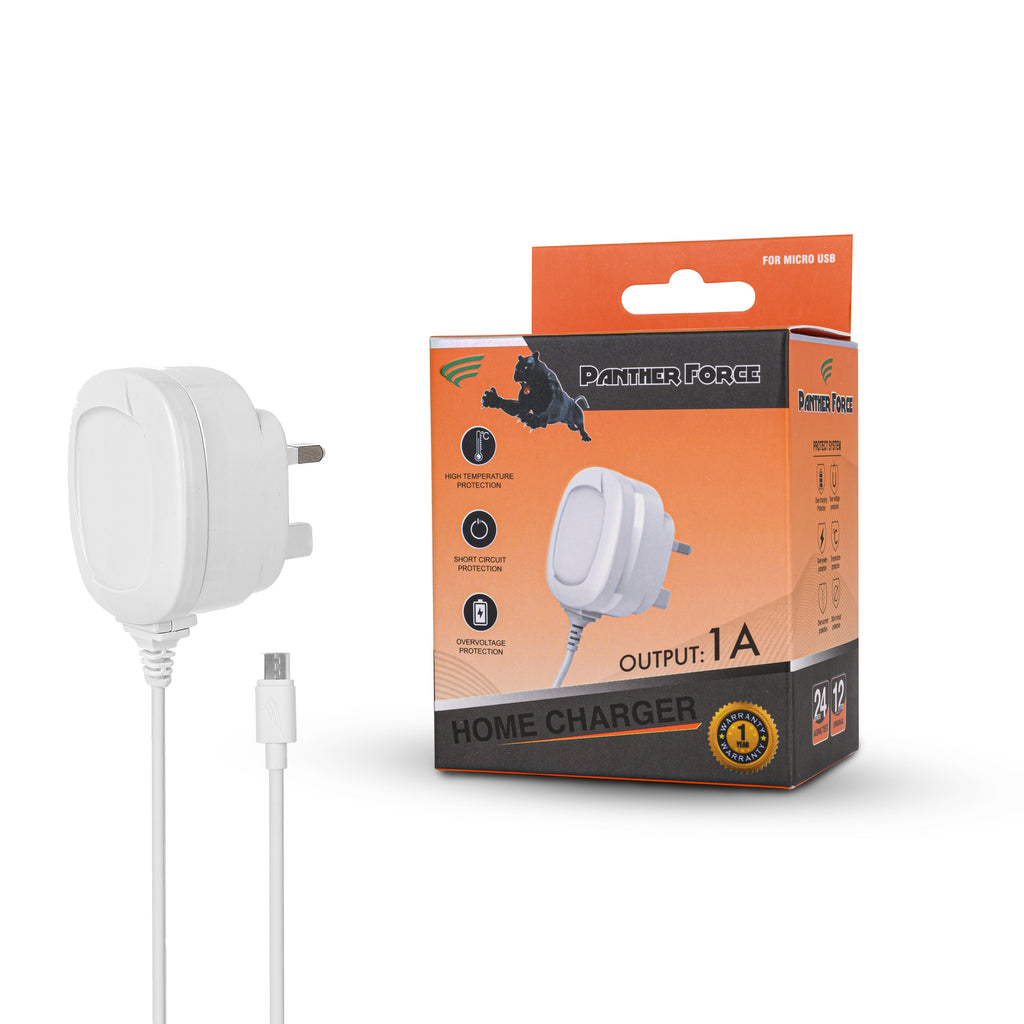 FOR MICRO USB
PANTHER FORCE
°C
HIGH TEMPERATURE
PROTECTION
SHORT CIRCUIT
PROTECTION
OVERVOLTAGE
PROTECTION
OUTPUT: 1A
HOME CHARGER
WARRANTY
1
YEAR
WARRANTY
PANTHER FORCE
PROTECT SYSTEM
24
12